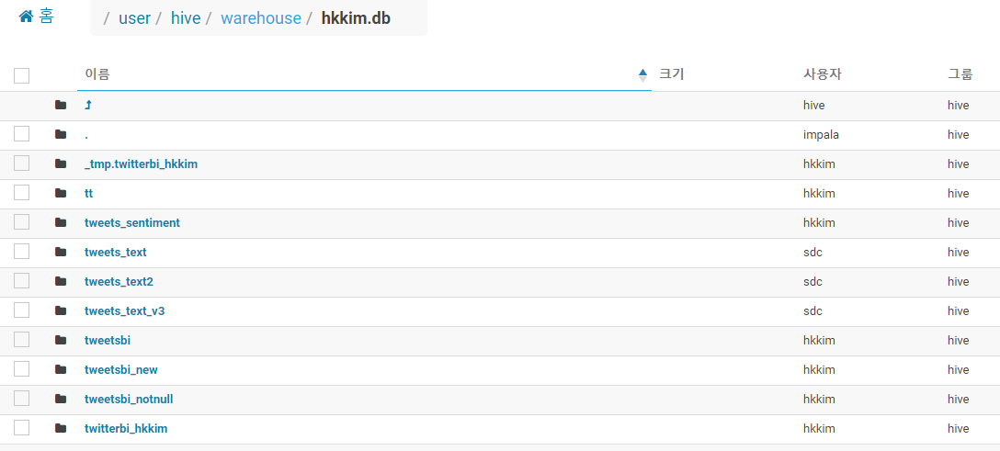 홈 / user / hive / warehouse / hkkim.db
이름 크기 사용자 그룹
hive hive
. impala hive
_tmp.twitterbi_hkkim hkkim hive
tt hkkim hive
tweets_sentiment hkkim hive
tweets_text sdc hive
tweets_text2 sdc hive
tweets_text_v3 sdc hive
tweetsbi hkkim hive
tweetsbi_new hkkim hive
tweetsbi_notnull hkkim hive
twitterbi_hkkim hkkim hive